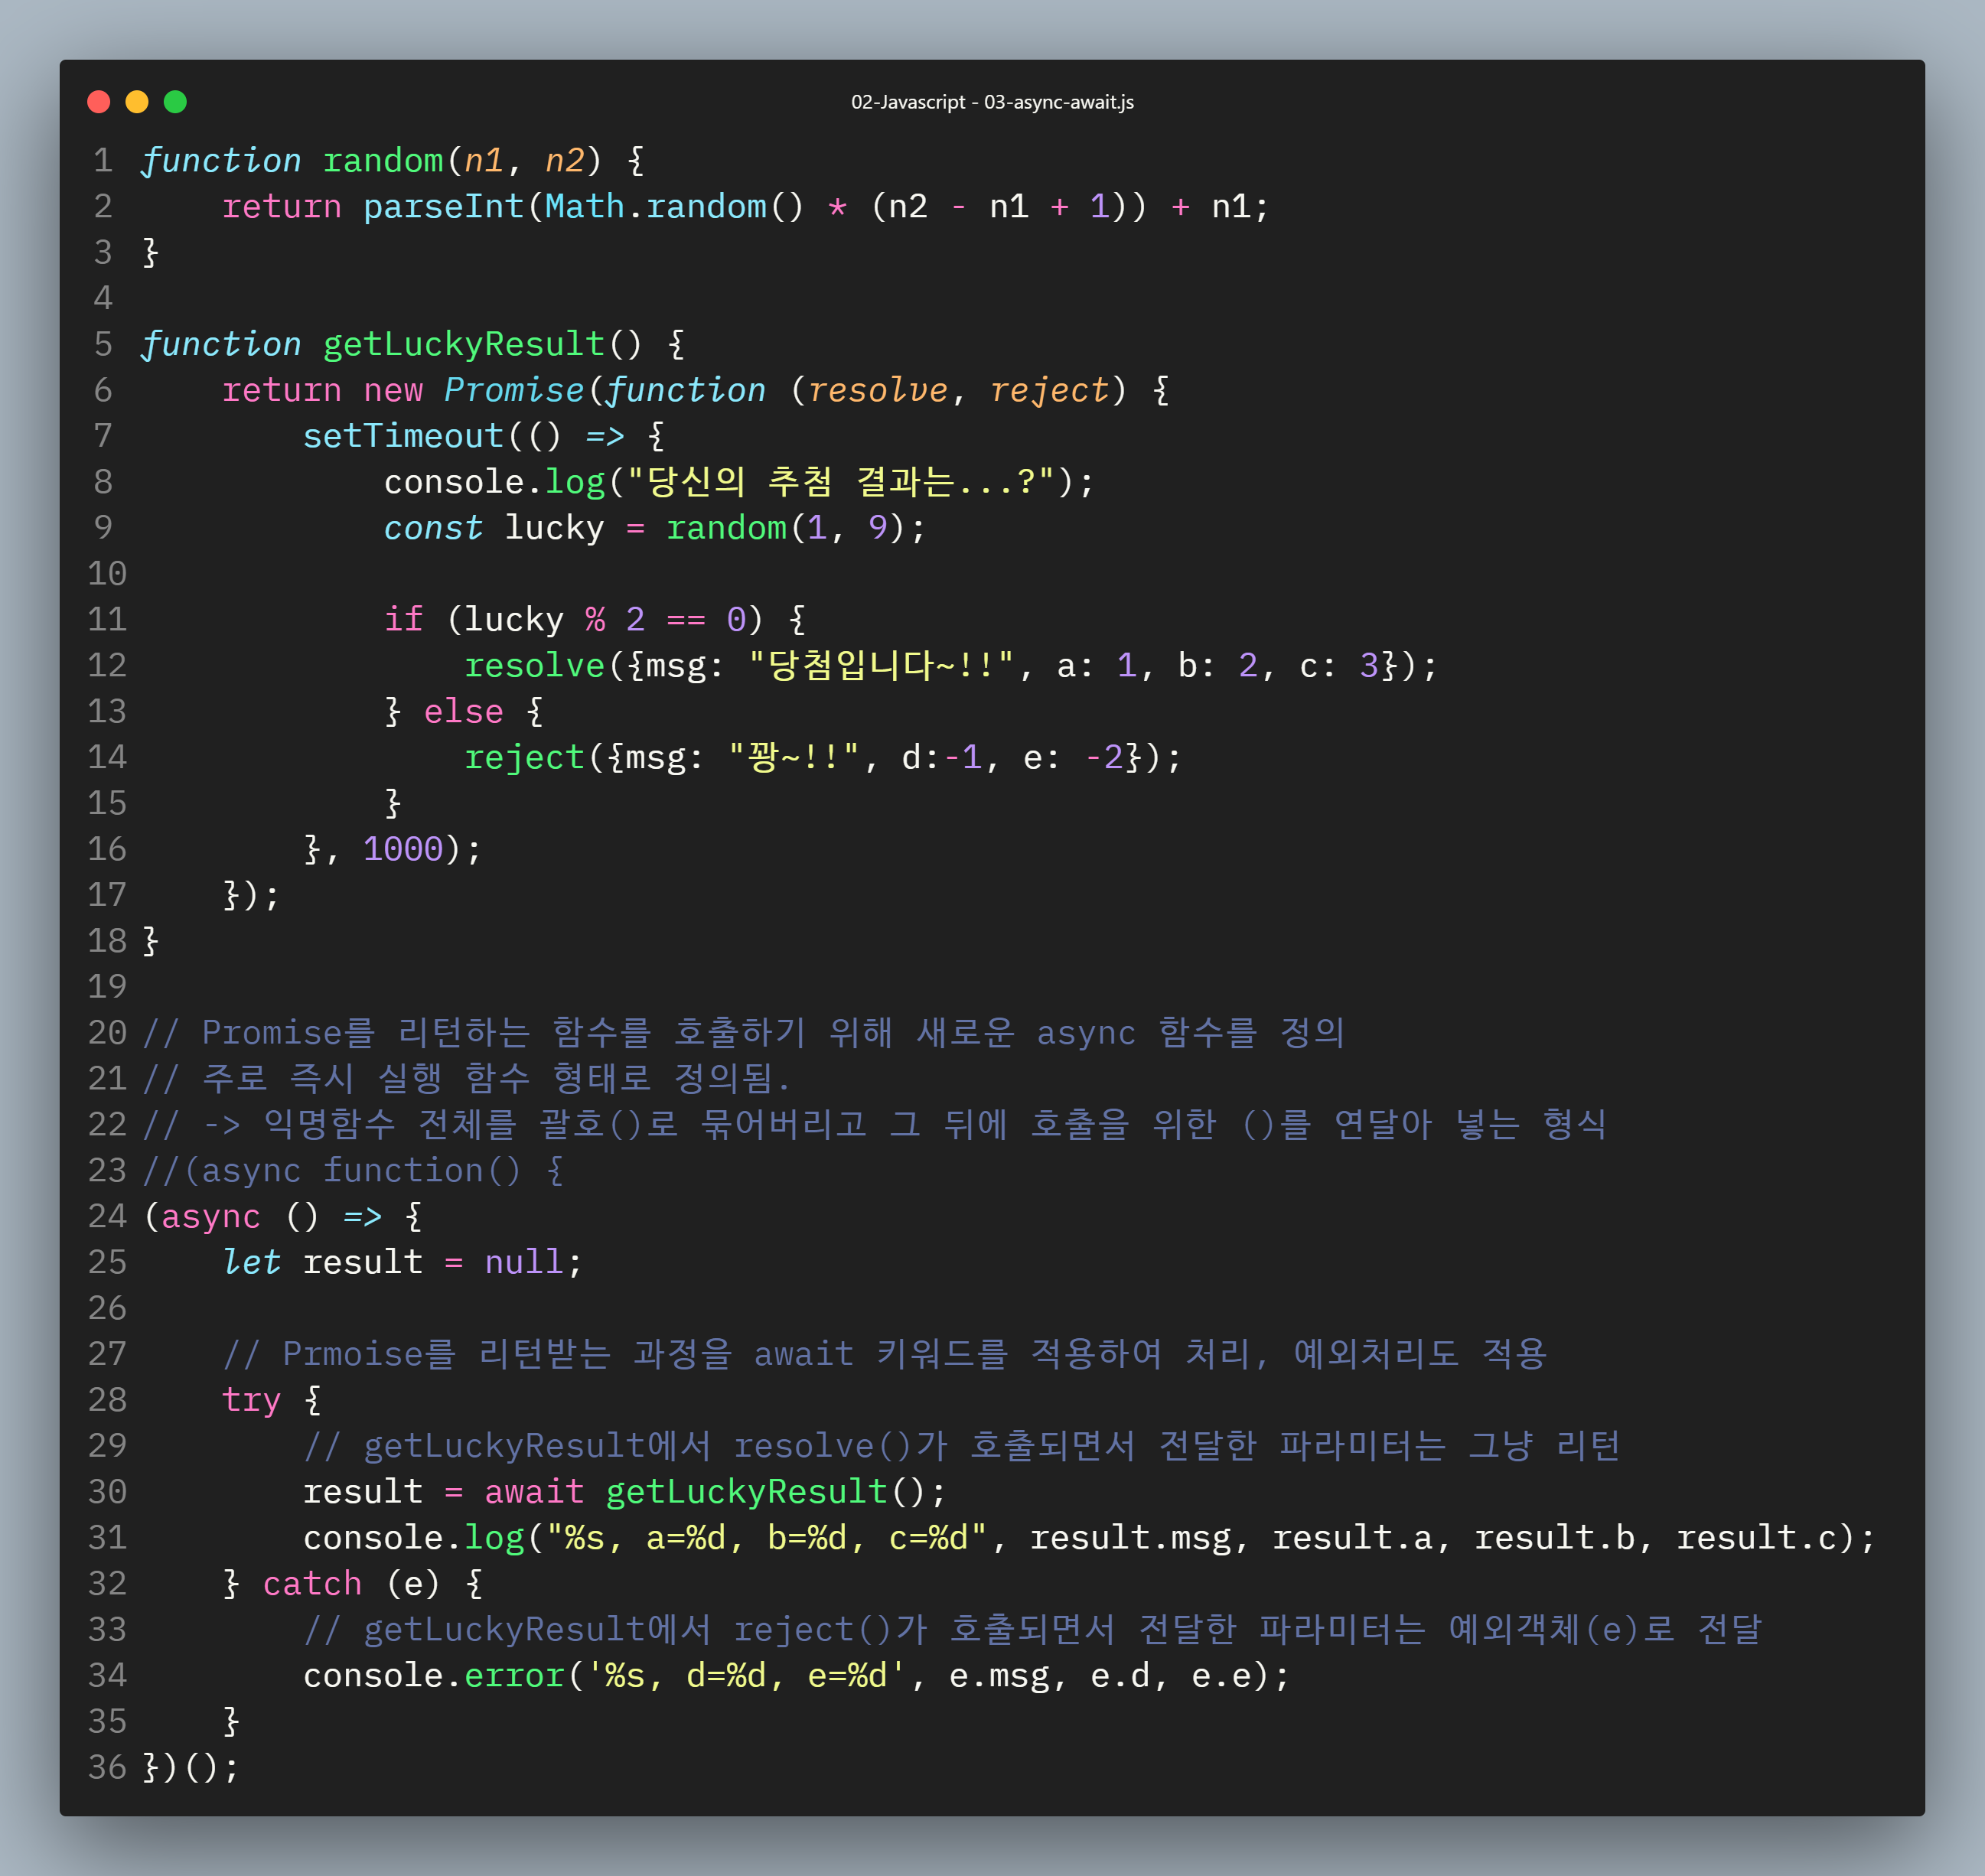 02-Javascript - 03-async-await.js
1 function random(n1, n2) {
2     return parseInt(Math.random() * (n2 - n1 + 1)) + n1;
3 }
4
5 function getLuckyResult() {
6     return new Promise(function (resolve, reject) {
7         setTimeout(() => {
8             console.log("당신의 추첨 결과는...?");
9             const lucky = random(1, 9);
10
11             if (lucky % 2 == 0) {
12                 resolve({msg: "당첨입니다~!!", a: 1, b: 2, c: 3});
13             } else {
14                 reject({msg: "꽝~!!", d:-1, e: -2});
15             }
16         }, 1000);
17     });
18 }
19
20 // Promise를 리턴하는 함수를 호출하기 위해 새로운 async 함수를 정의
21 // 주로 즉시 실행 함수 형태로 정의됨.
22 // -> 익명함수 전체를 괄호()로 묶어버리고 그 뒤에 호출을 위한 ()를 연달아 넣는 형식
23 //(async function() {
24 (async () => {
25     let result = null;
26
27     // Prmoise를 리턴받는 과정을 await 키워드를 적용하여 처리, 예외처리도 적용
28     try {
29         // getLuckyResult에서 resolve()가 호출되면서 전달한 파라미터는 그냥 리턴
30         result = await getLuckyResult();
31         console.log("%s, a=%d, b=%d, c=%d", result.msg, result.a, result.b, result.c);
32     } catch (e) {
33         // getLuckyResult에서 reject()가 호출되면서 전달한 파라미터는 예외객체(e)로 전달
34         console.error('%s, d=%d, e=%d', e.msg, e.d, e.e);
35     }
36 })();